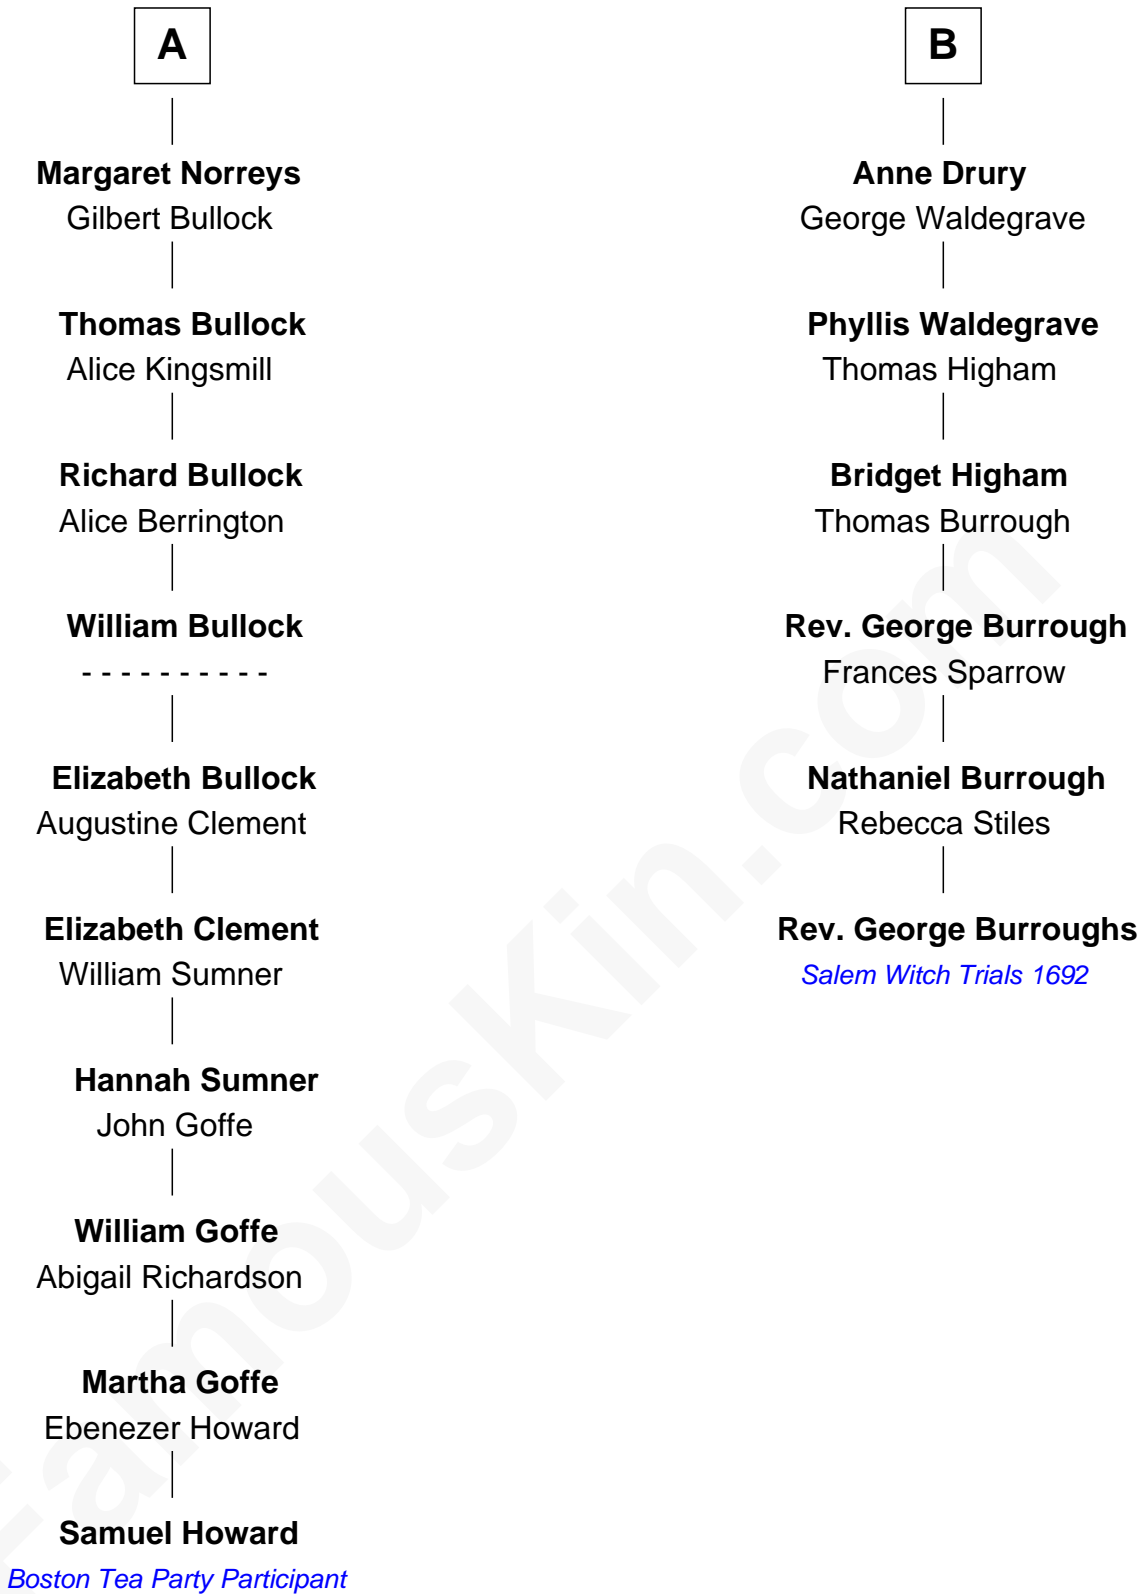 A
Margaret Norreys
Gilbert Bullock
Thomas Bullock
Alice Kingsmill
Richard Bullock
Alice Berrington
William Bullock
- - - - - - - - - -
Elizabeth Bullock
Augustine Clement
Elizabeth Clement
William Sumner
Hannah Sumner
John Goffe
William Goffe
Abigail Richardson
Martha Goffe
Ebenezer Howard
Samuel Howard
Boston Tea Party Participant
B
Anne Drury
George Waldegrave
Phyllis Waldegrave
Thomas Higham
Bridget Higham
Thomas Burrough
Rev. George Burrough
Frances Sparrow
Nathaniel Burrough
Rebecca Stiles
Rev. George Burroughs
Salem Witch Trials 1692
FamousKin.com